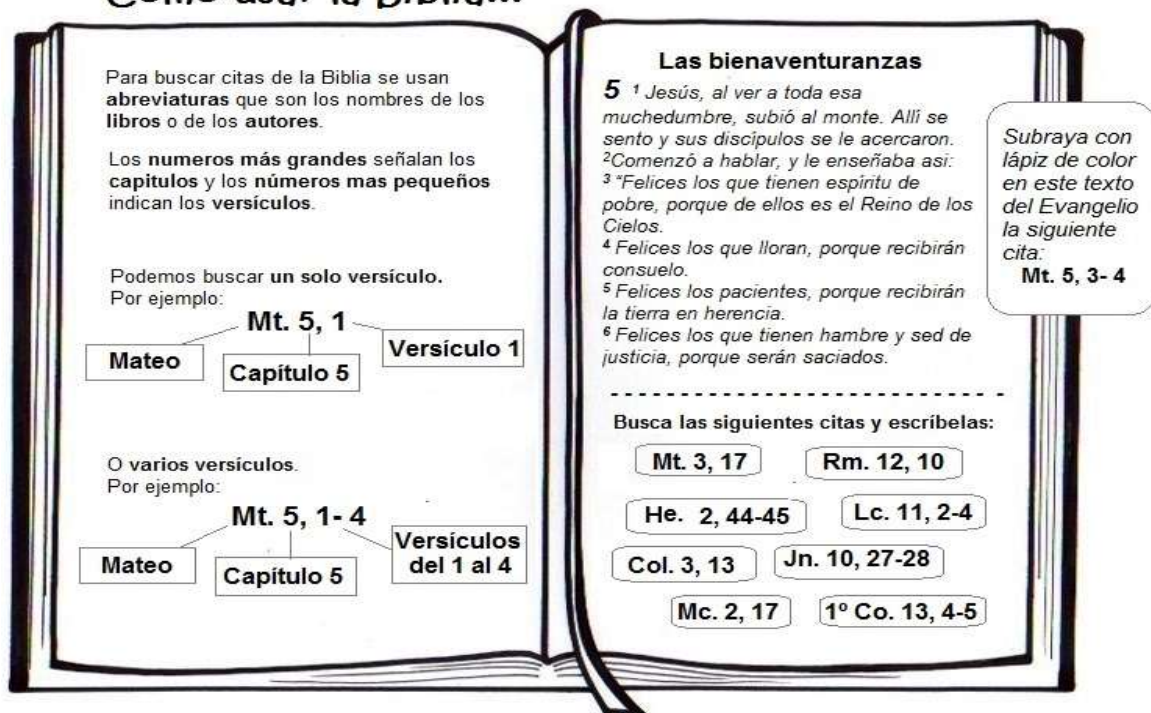 Como usar la Biblia...
Para buscar citas de la Biblia se usan
abreviaturas que son los nombres de los
libros o de los autores.
Los numeros más grandes señalan los
capitulos y los números mas pequeños
indican los versículos.
Podemos buscar un solo versículo.
Por ejemplo:
Mt. 5, 1
Mateo
Capítulo 5
Versículo 1
O varios versículos.
Por ejemplo:
Mt. 5, 1- 4
Mateo
Capítulo 5
Versículos
del 1 al 4
Las bienaventuranzas
5 1 Jesús, al ver a toda esa
muchedumbre, subió al monte. Allí se
sento y sus discípulos se le acercaron.
2Comenzó a hablar, y le enseñaba asi:
3 "Felices los que tienen espíritu de
pobre, porque de ellos es el Reino de los
Cielos.
4 Felices los que lloran, porque recibirán
consuelo.
5 Felices los pacientes, porque recibirán
la tierra en herencia.
6 Felices los que tienen hambre y sed de
justicia, porque serán saciados.
Subraya con
lápiz de color
en este texto
del Evangelio
la siguiente
cita:
Mt. 5, 3- 4
Busca las siguientes citas y escríbelas:
Mt. 3, 17
Rm. 12, 10
He. 2, 44-45
Lc. 11, 2-4
Col. 3, 13
Jn. 10, 27-28
Mc. 2, 17
1º Co. 13, 4-5